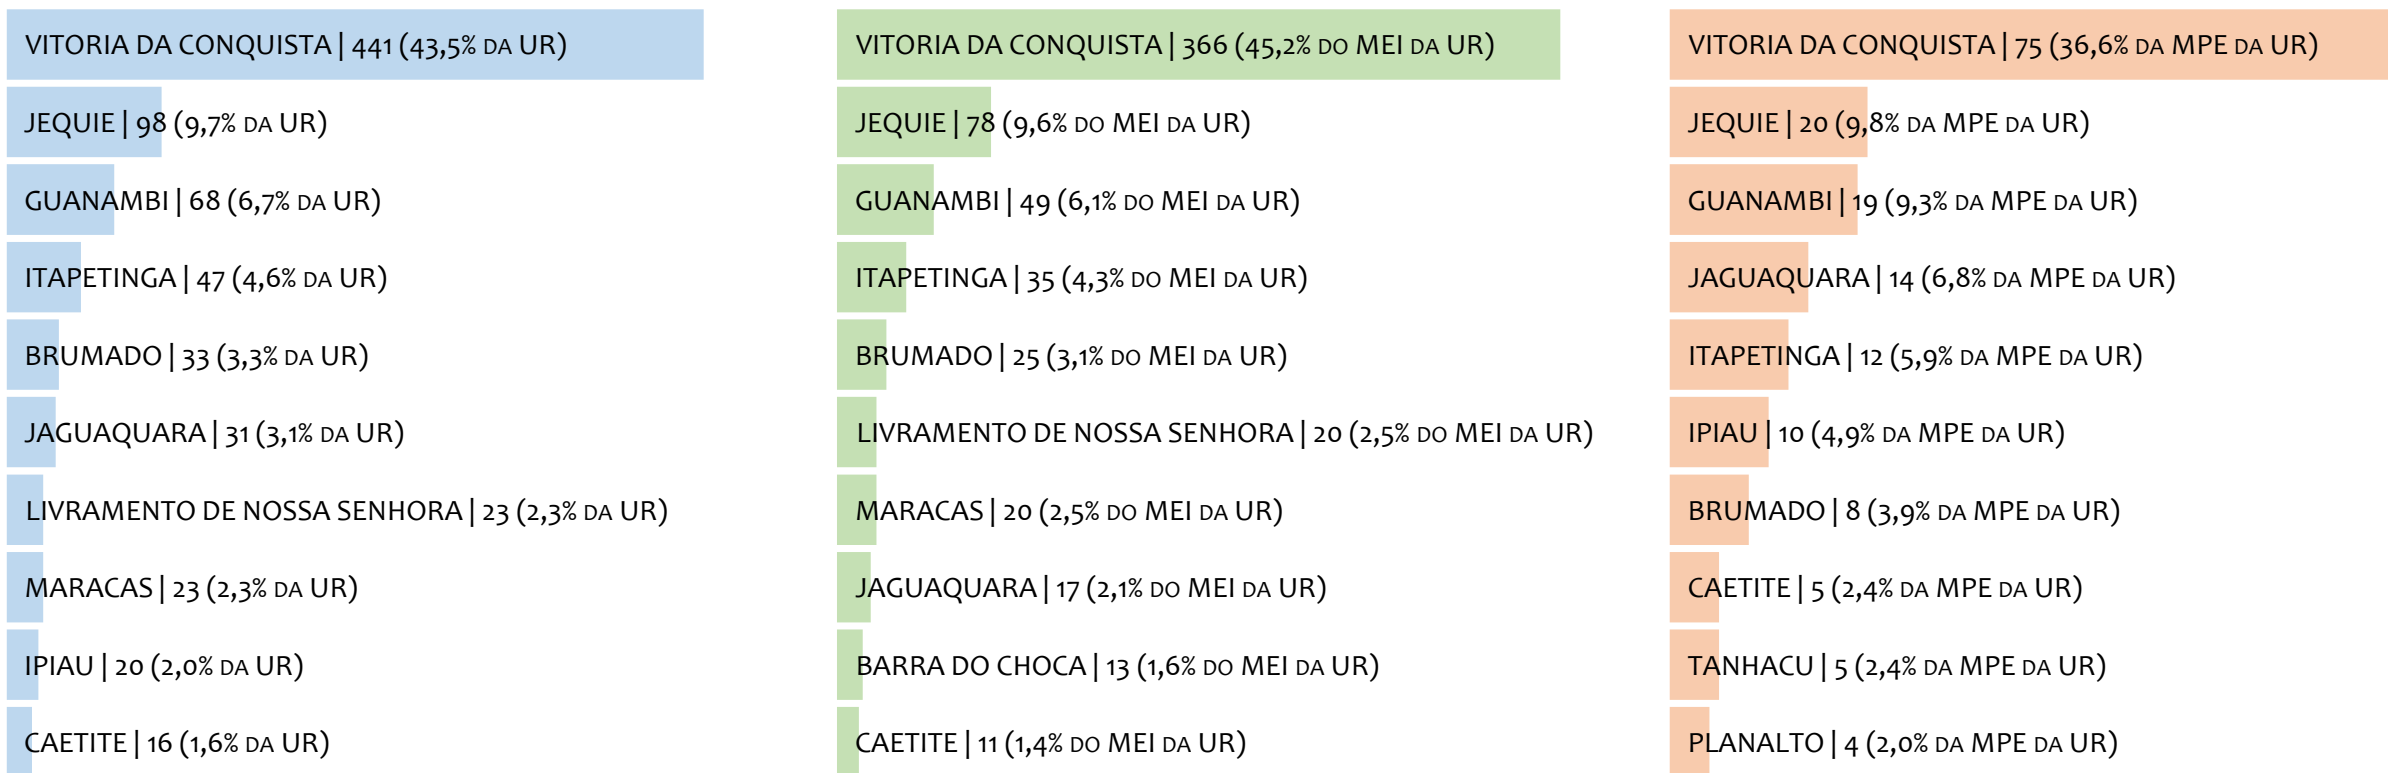 VITORIA DA CONQUISTA | 441 (43,5% DA UR)
JEQUIE | 98 (9,7% DA UR)
GUANAMBI | 68 (6,7% DA UR)
ITAPETINGA | 47 (4,6% DA UR)
BRUMADO | 33 (3,3% DA UR)
JAGUAQUARA | 31 (3,1% DA UR)
LIVRAMENTO DE NOSSA SENHORA | 23 (2,3% DA UR)
MARACAS | 23 (2,3% DA UR)
IPIAU | 20 (2,0% DA UR)
CAETITE | 16 (1,6% DA UR)
VITORIA DA CONQUISTA | 366 (45,2% DO MEI DA UR)
JEQUIE | 78 (9,6% DO MEI DA UR)
GUANAMBI | 49 (6,1% DO MEI DA UR)
ITAPETINGA | 35 (4,3% DO MEI DA UR)
BRUMADO | 25 (3,1% DO MEI DA UR)
LIVRAMENTO DE NOSSA SENHORA | 20 (2,5% DO MEI DA UR)
MARACAS | 20 (2,5% DO MEI DA UR)
JAGUAQUARA | 17 (2,1% DO MEI DA UR)
BARRA DO CHOCA | 13 (1,6% DO MEI DA UR)
CAETITE | 11 (1,4% DO MEI DA UR)
VITORIA DA CONQUISTA | 75 (36,6% DA MPE DA UR)
JEQUIE | 20 (9,8% DA MPE DA UR)
GUANAMBI | 19 (9,3% DA MPE DA UR)
JAGUAQUARA | 14 (6,8% DA MPE DA UR)
ITAPETINGA | 12 (5,9% DA MPE DA UR)
IPIAU | 10 (4,9% DA MPE DA UR)
BRUMADO | 8 (3,9% DA MPE DA UR)
CAETITE | 5 (2,4% DA MPE DA UR)
TANHACU | 5 (2,4% DA MPE DA UR)
PLANALTO | 4 (2,0% DA MPE DA UR)